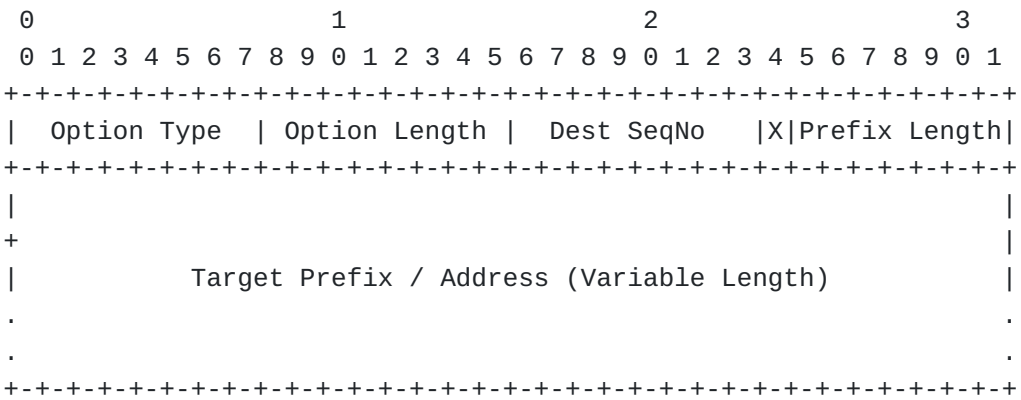 0                   1                   2                   3
 0 1 2 3 4 5 6 7 8 9 0 1 2 3 4 5 6 7 8 9 0 1 2 3 4 5 6 7 8 9 0 1
+-+-+-+-+-+-+-+-+-+-+-+-+-+-+-+-+-+-+-+-+-+-+-+-+-+-+-+-+-+-+-+-+
|  Option Type  | Option Length |  Dest SeqNo   |X|Prefix Length|
+-+-+-+-+-+-+-+-+-+-+-+-+-+-+-+-+-+-+-+-+-+-+-+-+-+-+-+-+-+-+-+-+
|                                                               |
+                                                               |
|           Target Prefix / Address (Variable Length)           |
.                                                               .
.                                                               .
+-+-+-+-+-+-+-+-+-+-+-+-+-+-+-+-+-+-+-+-+-+-+-+-+-+-+-+-+-+-+-+-+